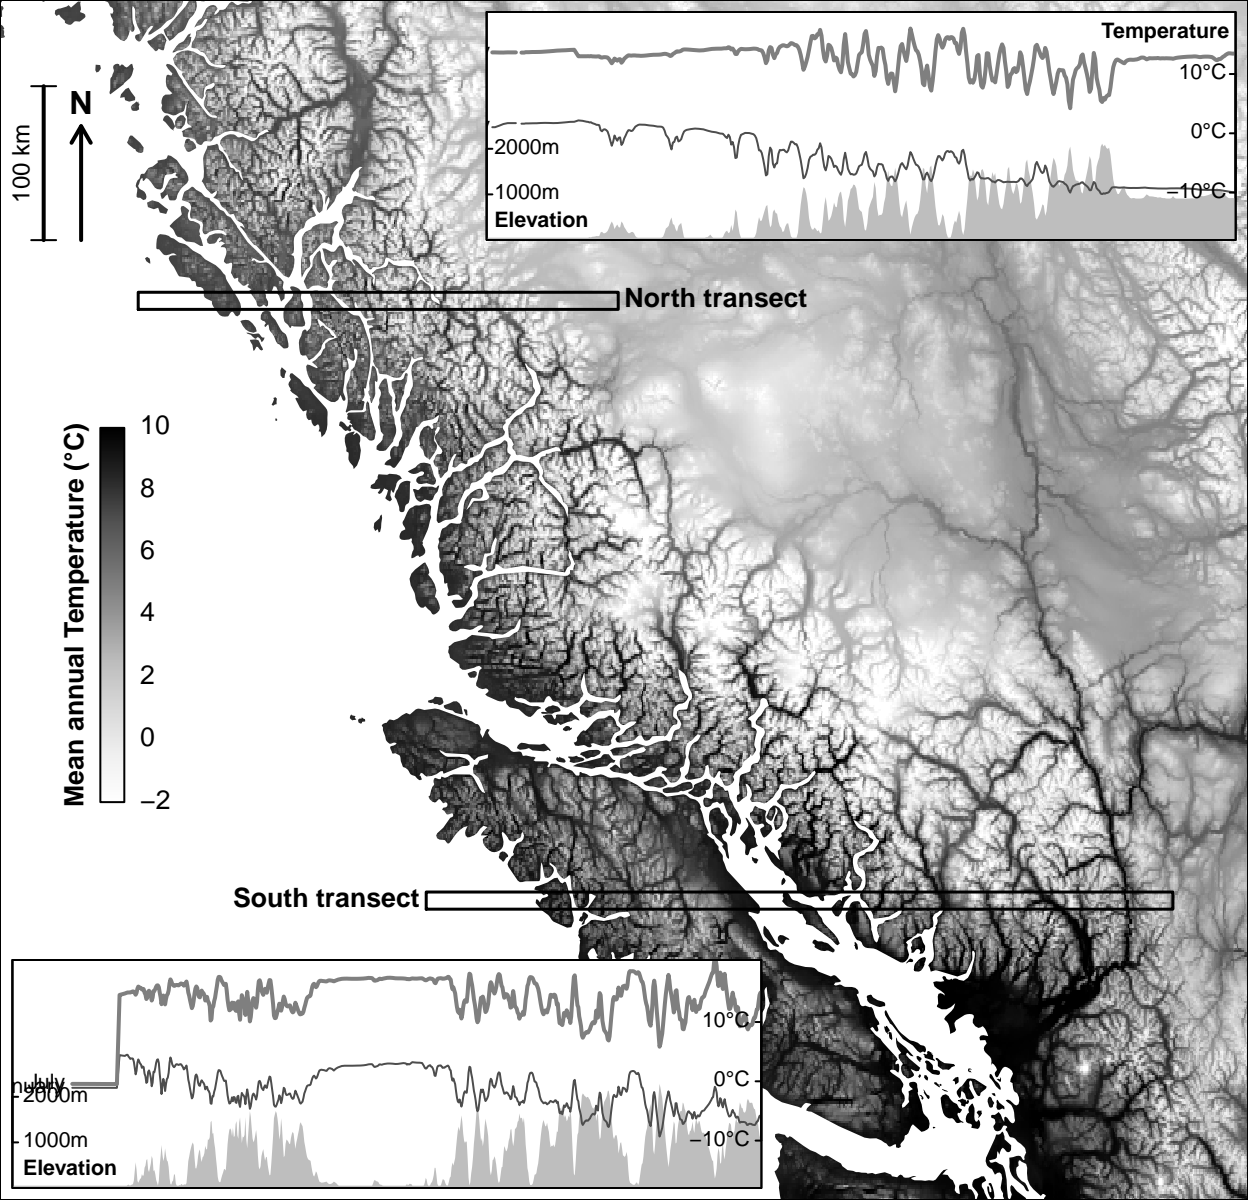 Temperature
10°C
0°C
2000m
1000m
−10°C
Elevation
N
100 km
North transect
Mean annual Temperature (°C)
10
8
6
4
2
0
−2
South transect
10°C
July
0°C
2000m
1000m
−10°C
Elevation